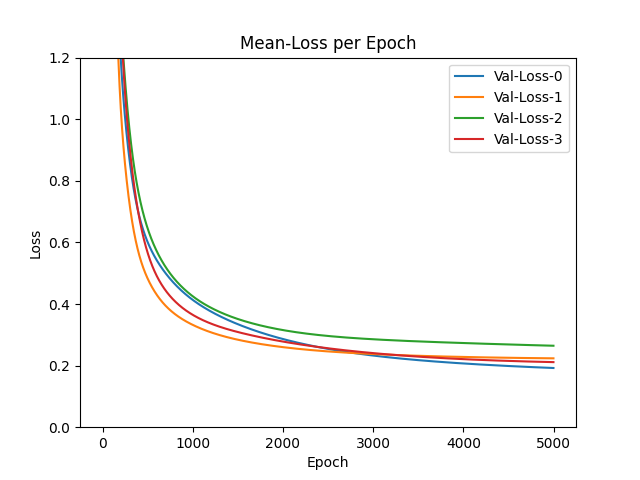 Mean-Loss per Epoch
1.2
1.0
0.8
0.6
0.4
0.2
0.0
Loss
Val-Loss-0
Val-Loss-1
Val-Loss-2
Val-Loss-3
0 1000 2000 3000 4000 5000
Epoch